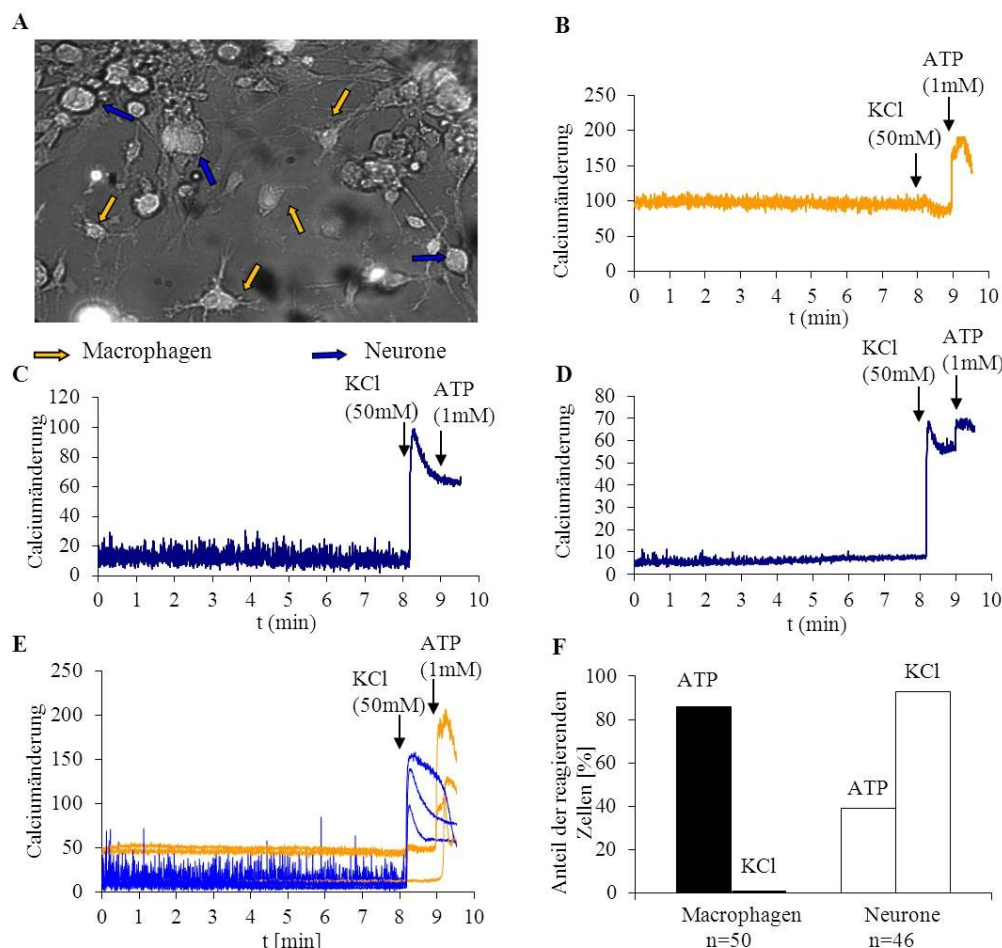 A
Macrophagen
Neurone
B
Calciumänderung
250
200
150
100
50
0
KCl
(50mM)
ATP
(1mM)
0 1 2 3 4 5 6 7 8 9 10
t (min)
C
Calciumänderung
120
100
80
60
40
20
0
KCl
(50mM)
ATP
(1mM)
0 1 2 3 4 5 6 7 8 9 10
t (min)
D
Calciumänderung
80
70
60
50
40
30
20
10
0
KCl
(50mM)
ATP
(1mM)
0 1 2 3 4 5 6 7 8 9 10
t (min)
E
Calciumänderung
250
200
150
100
50
0
KCl
(50mM)
ATP
(1mM)
0 1 2 3 4 5 6 7 8 9 10
t [min]
F
Anteil der reagierenden
Zellen [%]
100
80
60
40
20
0
ATP
KCl
ATP
KCl
Macrophagen
n=50
Neurone
n=46